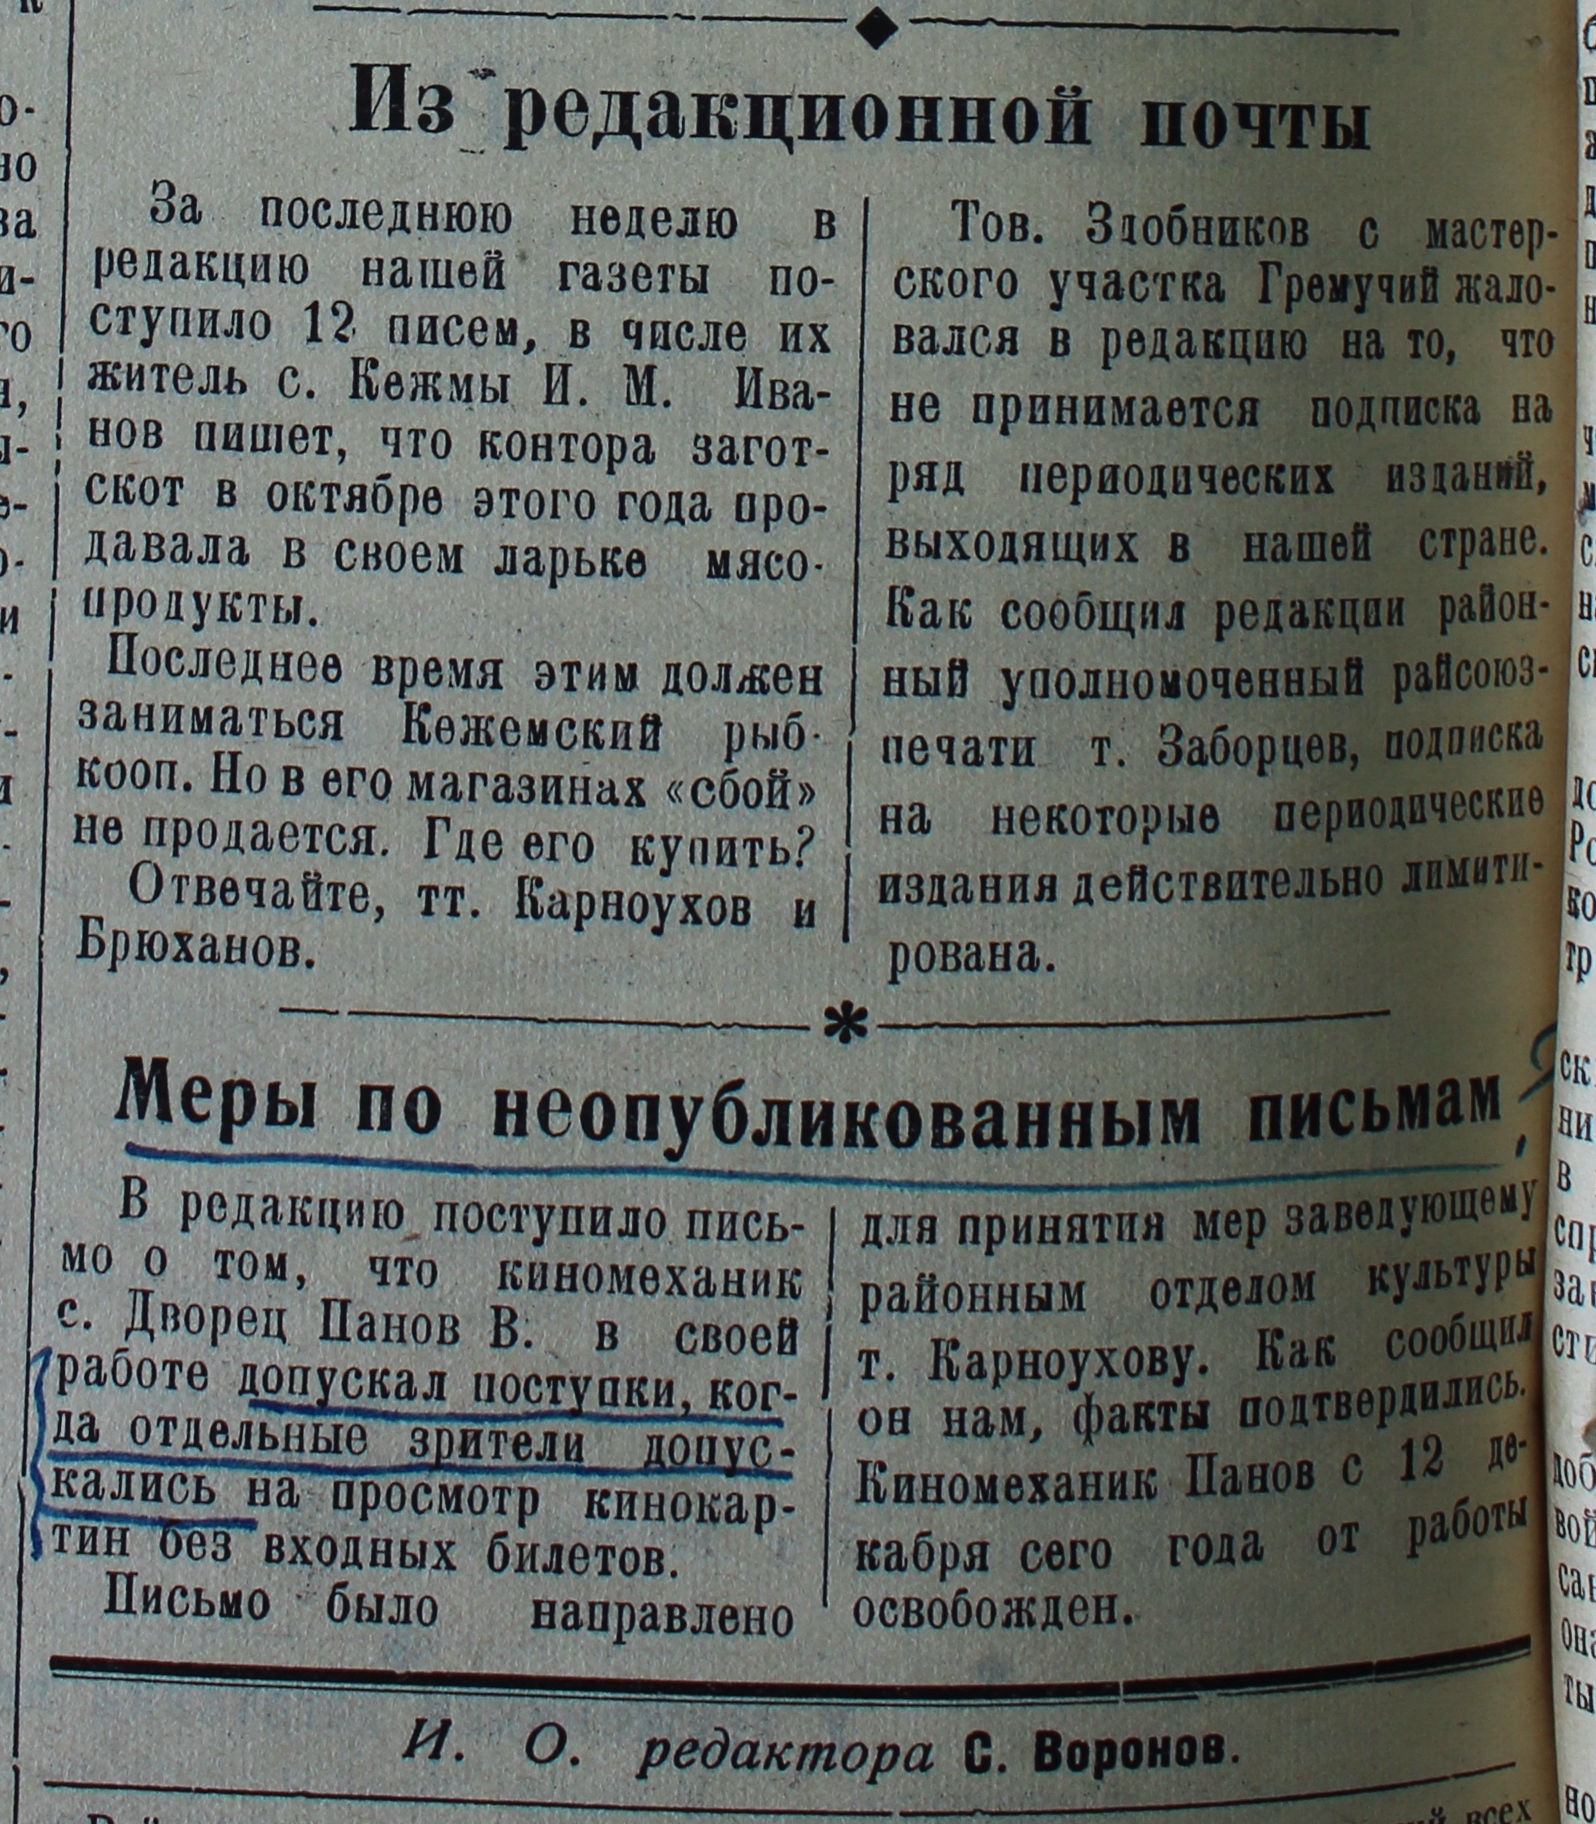 Из редакционной почты
За последнюю неделю в
редакцию нашей газеты по-
ступило 12 писем, в числе их
житель с. Кежмы И. М. Ива-
нов пишет, что контора загот-
скот в октябре этого года про-
давала в своем ларьке мясо-
продукты.
Последнее время этим должен
заниматься Кежемский рыб-
кооп. Но в его магазинах «сбой»
не продается. Где его купить?
Отвечайте, тт. Карноухов и
Брюханов.
Тов. Злобников с мастер-
ского участка Гремучий жало-
вался в редакцию на то, что
не принимается подписка на
ряд периодических изданий,
выходящих в нашей стране.
Как сообщил редакции район-
ный уполномоченный райсоюз-
печати т. Заборцев, подписка
на некоторые периодические
издания действительно лимити-
рована.
Меры по неопубликованным письмам
В редакцию поступило пись-
мо о том, что киномеханик
с. Дворец Панов В. в своей
работе допускал поступки, ког-
да отдельные зрители допус-
кались на просмотр кинокар-
тин без входных билетов.
Письмо было направлено
для принятия мер заведующему
районным отделом культуры
т. Карноухову. Как сообщил
он нам, факты подтвердились.
Киномеханик Панов с 12 де-
кабря сего года от работы
освобожден.
И. О. редактора С. Воронов.
всех